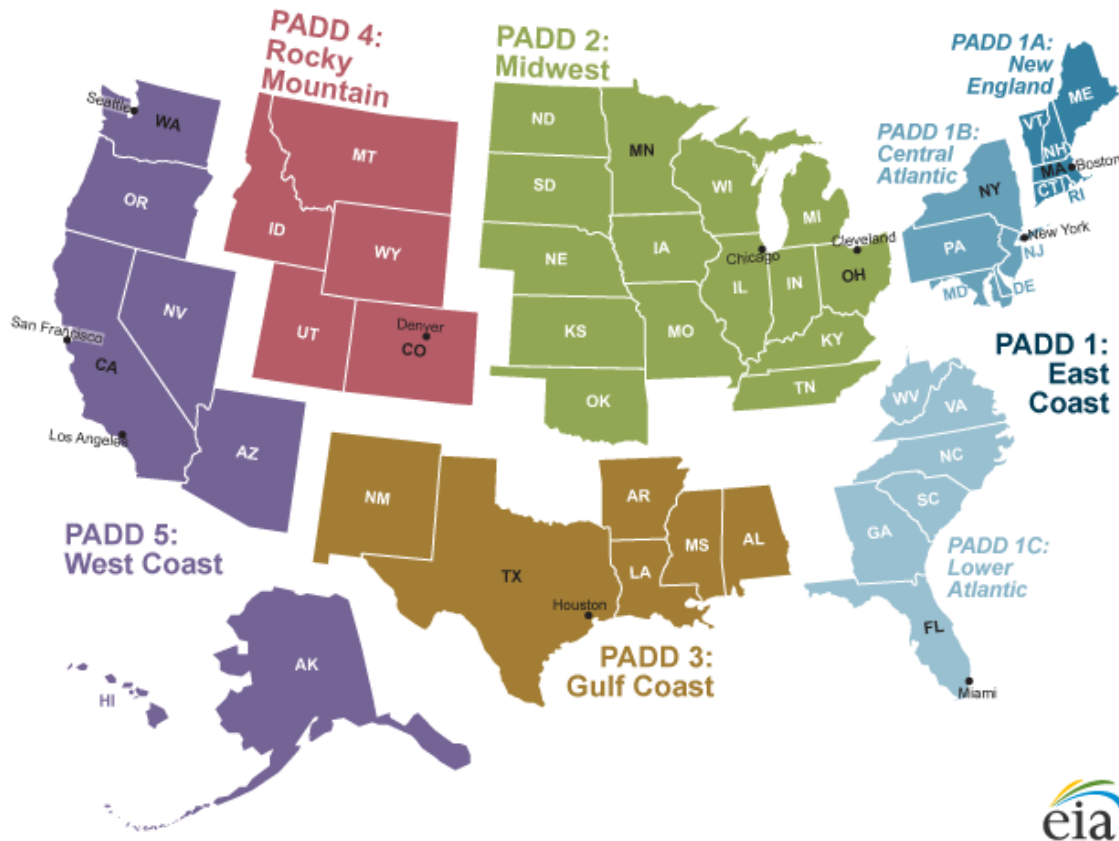 PADD 4:
Rocky
Mountain
PADD 2:
Midwest
PADD 1A:
New
England
PADD 1B:
Central
Atlantic
PADD 1:
East
Coast
PADD 1C:
Lower
Atlantic
PADD 3:
Gulf Coast
PADD 5:
West Coast
Seattle
WA
OR
NV
San Francisco
CA
Los Angeles
AZ
AK
HI
MT
ID
WY
UT
Denver
CO
ND
SD
NE
KS
OK
MN
IA
MO
WI
MI
Chicago
IL
IN
Cleveland
OH
KY
TN
NM
TX
Houston
AR
LA
MS
AL
ME
VT
NH
MA
Boston
CT
RI
NY
New York
PA
NJ
MD
DE
WV
VA
NC
SC
GA
FL
Miami
eia